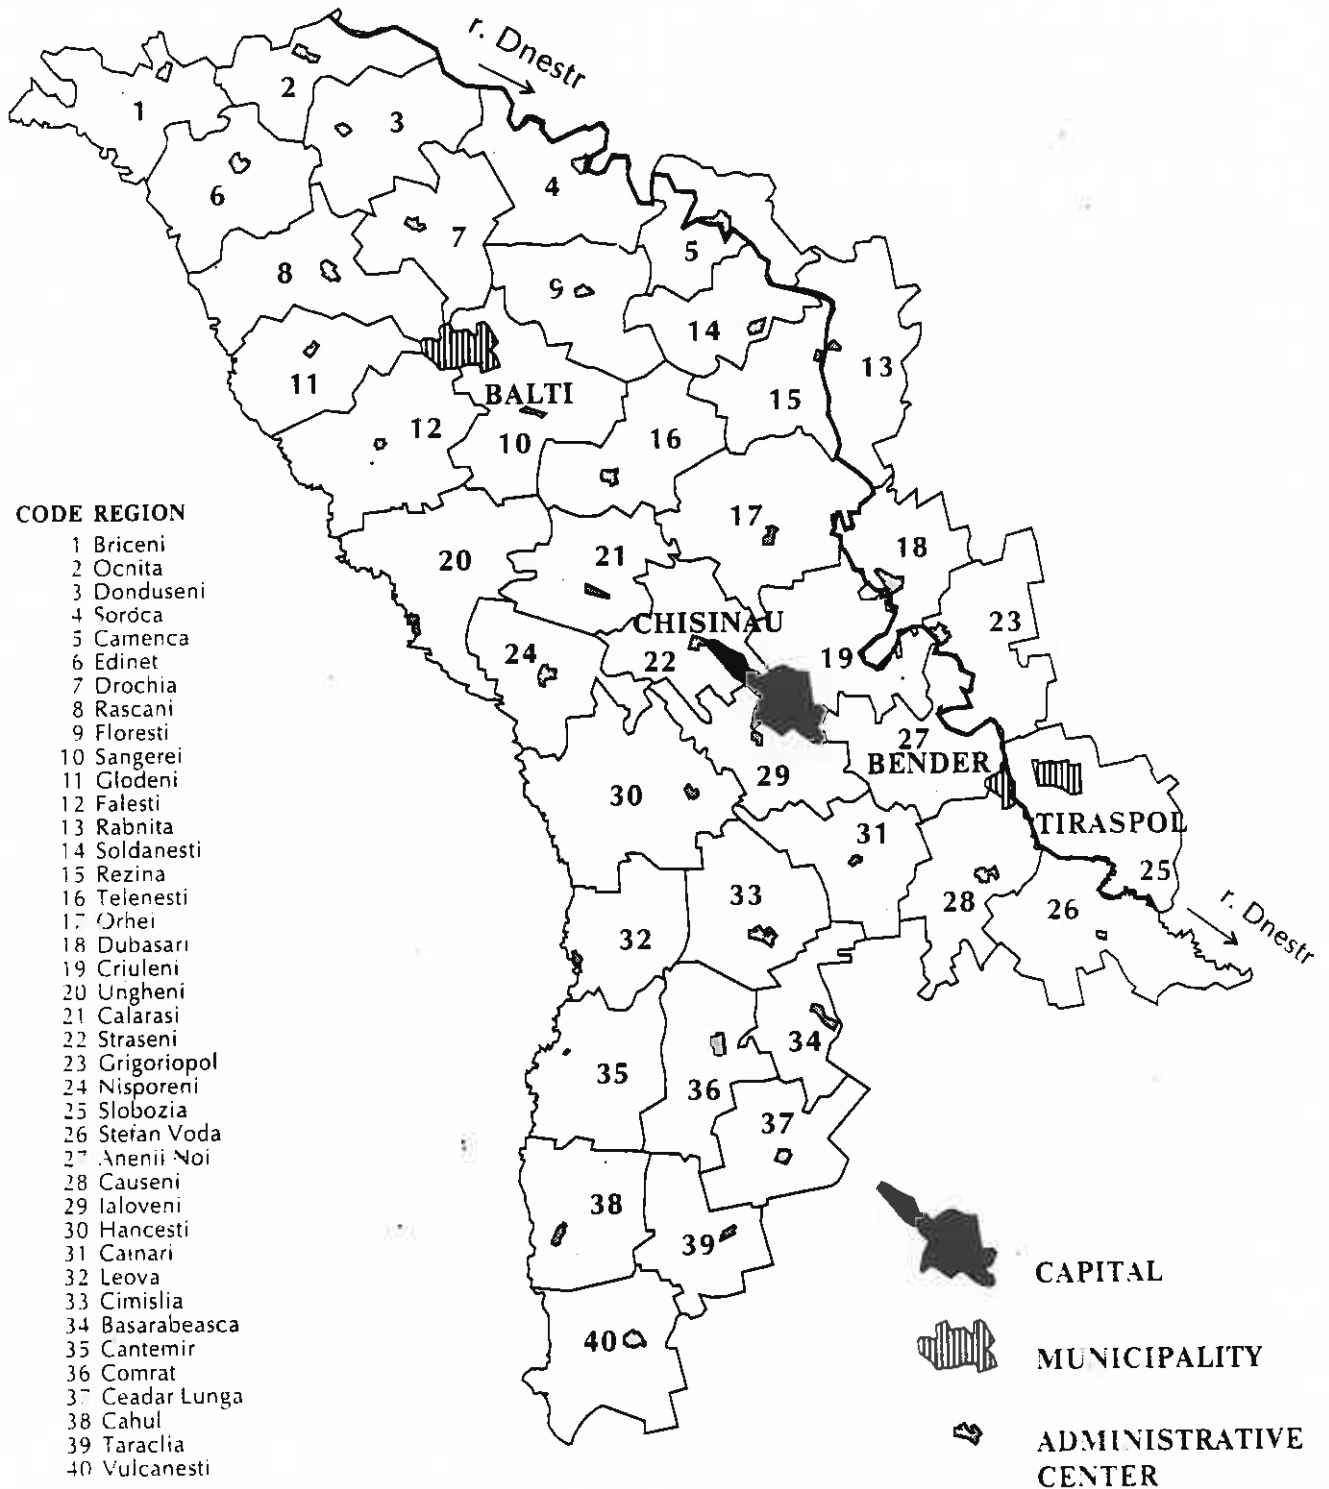 r. Dnestr
1
2
3
4
5
6
7
8
9
10
11
12
13
14
15
16
17
18
19
20
21
22
23
24
25
26
27
28
29
30
31
32
33
34
35
36
37
38
39
40
BALTI
CHISINAU
BENDER
TIRASPOL
r. Dnestr
CODE REGION
1 Briceni
2 Ocnita
3 Donduseni
4 Soroca
5 Camenca
6 Edinet
7 Drochia
8 Rascani
9 Floresti
10 Sangerei
11 Glodeni
12 Falesti
13 Rabnita
14 Soldanesti
15 Rezina
16 Telenesti
17 Orhei
18 Dubasari
19 Criuleni
20 Ungheni
21 Calarasi
22 Straseni
23 Grigoriopol
24 Nisporeni
25 Slobozia
26 Stefan Voda
27 Anenii Noi
28 Causeni
29 Ialoveni
30 Hancesti
31 Cainari
32 Leova
33 Cimislia
34 Basarabeasca
35 Cantemir
36 Comrat
37 Ceadar Lunga
38 Cahul
39 Taraclia
40 Vulcanesti
CAPITAL
MUNICIPALITY
ADMINISTRATIVE
CENTER